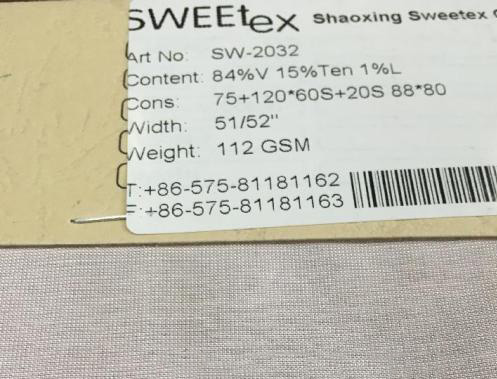 SWEEtex Shaoxing Sweetex
Art No: SW-2032
Content: 84%V 15%Ten 1%L
Cons: 75+120*60S+20S 88*80
Width: 51/52"
Weight: 112 GSM
T:+86-575-81181162
F:+86-575-81181163